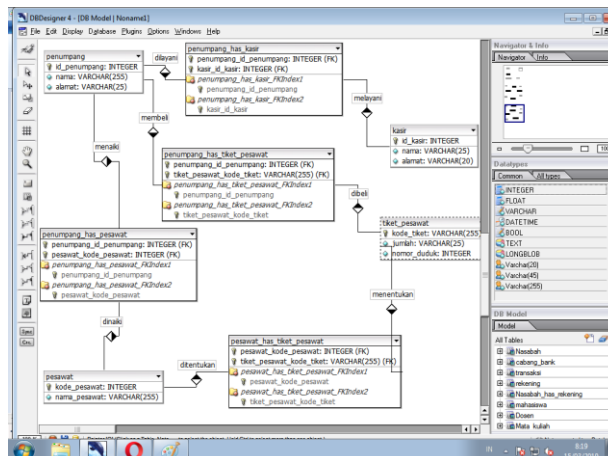 DBDesigner 4 - [DB Model | Noname1]
File Edit Display Database Plugins Options Windows Help
penumpang
id_penumpang: INTEGER
nama: VARCHAR(255)
alamat: VARCHAR(25)
dilayani
penumpang_has_kasir
penumpang_id_penumpang: INTEGER (FK)
kasir_id_kasir: INTEGER (FK)
penumpang_has_kasir_FKIndex1
penumpang_id_penumpang
penumpang_has_kasir_FKIndex2
kasir_id_kasir
melayani
membeli
menaiki
kasir
id_kasir: INTEGER
nama: VARCHAR(25)
alamat: VARCHAR(20)
penumpang_has_tiket_pesawat
penumpang_id_penumpang: INTEGER (FK)
tiket_pesawat_kode_tiket: VARCHAR(255) (FK)
penumpang_has_tiket_pesawat_FKIndex1
penumpang_id_penumpang
penumpang_has_tiket_pesawat_FKIndex2
tiket_pesawat_kode_tiket
dibeli
tiket_pesawat
kode_tiket: VARCHAR(255)
jumlah: VARCHAR(25)
nomor_duduk: INTEGER
penumpang_has_pesawat
penumpang_id_penumpang: INTEGER (FK)
pesawat_kode_pesawat: INTEGER (FK)
penumpang_has_pesawat_FKIndex1
penumpang_id_penumpang
penumpang_has_pesawat_FKIndex2
pesawat_kode_pesawat
menentukan
dinaiki
ditentukan
pesawat_has_tiket_pesawat
pesawat_kode_pesawat: INTEGER (FK)
tiket_pesawat_kode_tiket: VARCHAR(255) (FK)
pesawat_has_tiket_pesawat_FKIndex1
pesawat_kode_pesawat
pesawat_has_tiket_pesawat_FKIndex2
tiket_pesawat_kode_tiket
pesawat
kode_pesawat: INTEGER
nama_pesawat: VARCHAR(255)
Navigator & Info
Navigator Info
Datatypes
Common All types
INTEGER
FLOAT
VARCHAR
DATETIME
BOOL
TEXT
LONGBLOB
Varchar(20)
Varchar(45)
Varchar(255)
DB Model
Model
All Tables
Nasabah
cabang_bank
transaksi
rekening
Nasabah_has_rekening
mahasiswa
Dosen
Mata_kuliah
Sync
IN
8:19